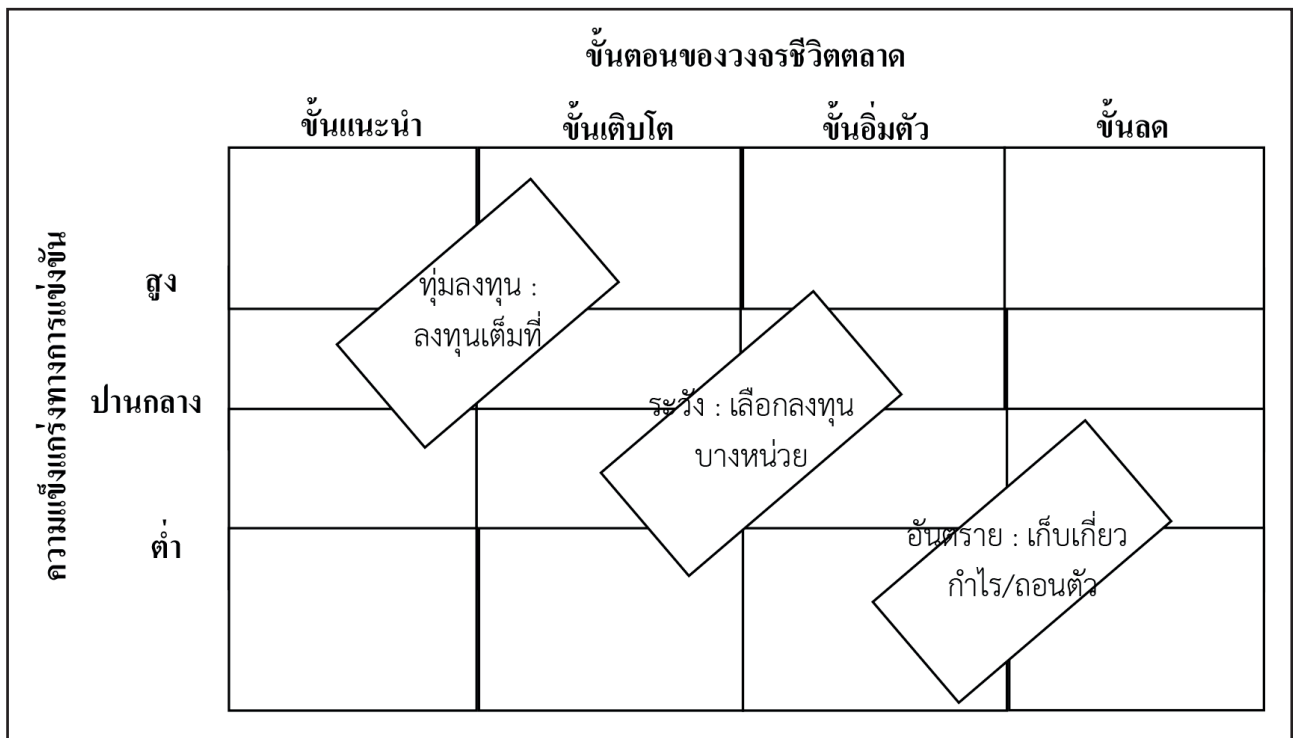 ขั้นตอนของวงจรชีวิตตลาด
ขั้นแนะนำ
ขั้นเติบโต
ขั้นอิ่มตัว
ขั้นลด
ความแข็งแกร่งทางการแข่งขัน
สูง
ทุ่มลงทุน :
ลงทุนเต็มที่
ปานกลาง
ระวัง : เลือกลงทุน
บางหน่วย
ต่ำ
อันตราย : เก็บเกี่ยว
กำไร/ถอนตัว